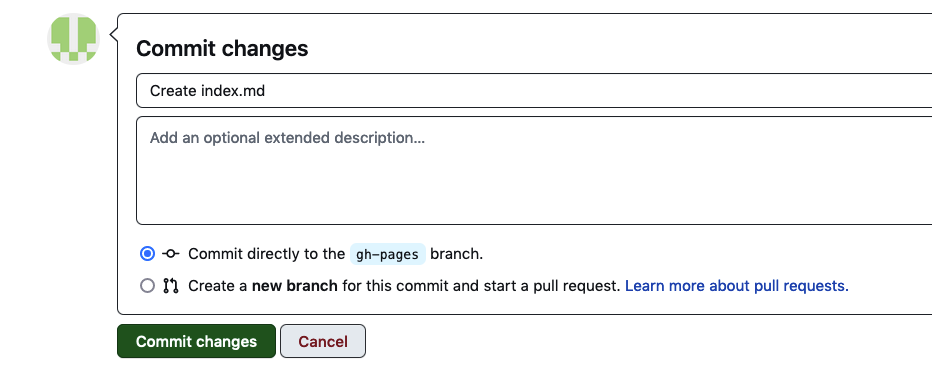 Commit changes
Create index.md
Add an optional extended description...
Commit directly to the gh-pages branch.
Create a new branch for this commit and start a pull request. Learn more about pull requests.
Commit changes Cancel